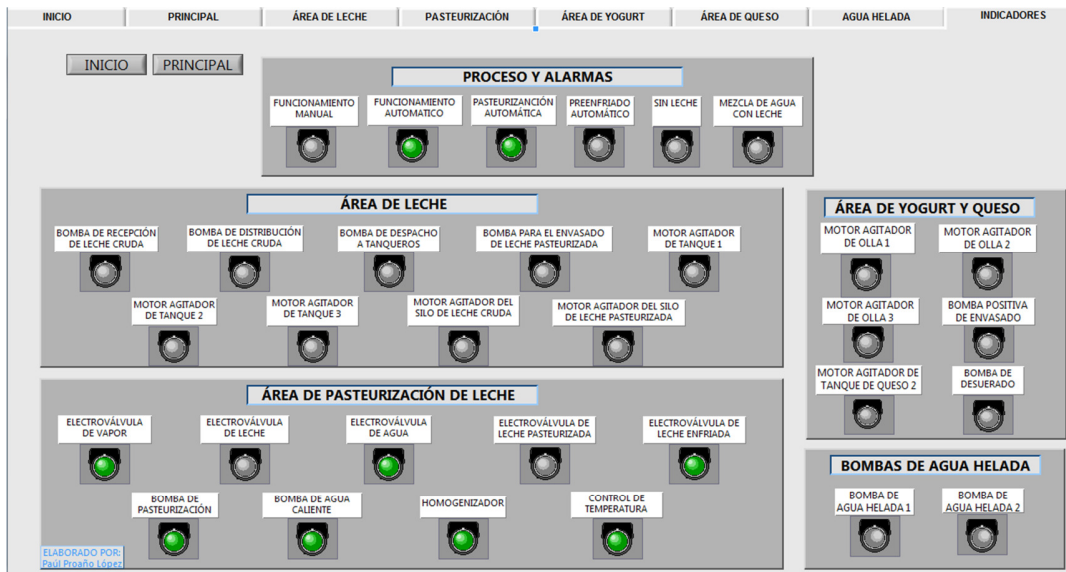 INICIO
PRINCIPAL
ÁREA DE LECHE
PASTEURIZACIÓN
ÁREA DE YOGURT
ÁREA DE QUESO
AGUA HELADA
INDICADORES
INICIO
PRINCIPAL
PROCESO Y ALARMAS
FUNCIONAMIENTO
MANUAL
FUNCIONAMIENTO
AUTOMATICO
PASTEURIZANCIÓN
AUTOMÁTICA
PREENFRIADO
AUTOMÁTICO
SIN LECHE
MEZCLA DE AGUA
CON LECHE
ÁREA DE LECHE
BOMBA DE RECEPCIÓN
DE LECHE CRUDA
BOMBA DE DISTRIBUCIÓN
DE LECHE CRUDA
BOMBA DE DESPACHO
A TANQUEROS
BOMBA PARA EL ENVASADO
DE LECHE PASTEURIZADA
MOTOR AGITADOR
DE TANQUE 1
MOTOR AGITADOR
DE TANQUE 2
MOTOR AGITADOR
DE TANQUE 3
MOTOR AGITADOR DEL
SILO DE LECHE CRUDA
MOTOR AGITADOR DEL SILO
DE LECHE PASTEURIZADA
ÁREA DE YOGURT Y QUESO
MOTOR AGITADOR
DE OLLA 1
MOTOR AGITADOR
DE OLLA 2
MOTOR AGITADOR
DE OLLA 3
BOMBA POSITIVA
DE ENVASADO
MOTOR AGITADOR DE
TANQUE DE QUESO 2
BOMBA DE
DESUERADO
ÁREA DE PASTEURIZACIÓN DE LECHE
ELECTROVÁLVULA
DE VAPOR
ELECTROVÁLVULA
DE LECHE
ELECTROVÁLVULA
DE AGUA
ELECTROVÁLVULA DE
LECHE PASTEURIZADA
ELECTROVÁLVULA DE
LECHE ENFRIADA
BOMBA DE
PASTEURIZACIÓN
BOMBA DE AGUA
CALIENTE
HOMOGENIZADOR
CONTROL DE
TEMPERATURA
BOMBAS DE AGUA HELADA
BOMBA DE
AGUA HELADA 1
BOMBA DE
AGUA HELADA 2
ELABORADO POR:
Paúl Proaño López